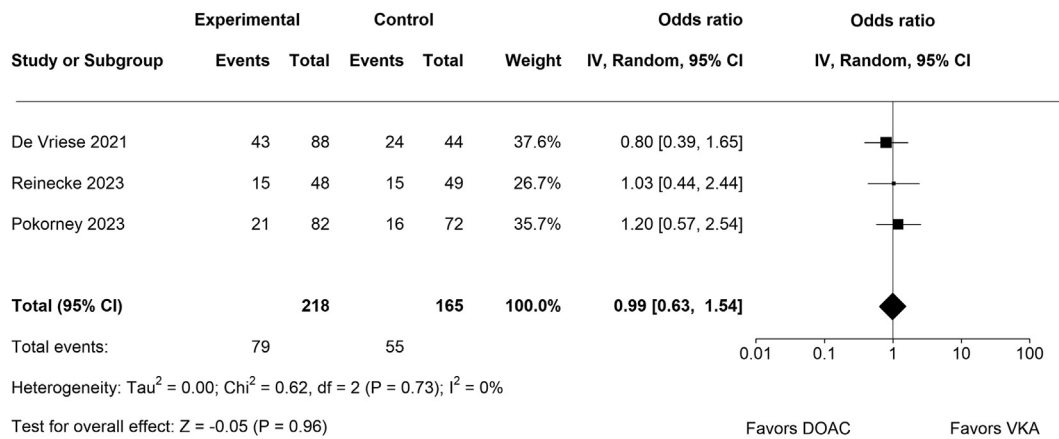 Experimental Control Odds ratio Odds ratio
Study or Subgroup Events Total Events Total Weight IV, Random, 95% CI IV, Random, 95% CI
De Vriese 2021 43 88 24 44 37.6% 0.80 [0.39, 1.65]
Reinecke 2023 15 48 15 49 26.7% 1.03 [0.44, 2.44]
Pokorney 2023 21 82 16 72 35.7% 1.20 [0.57, 2.54]
Total (95% CI) 218 165 100.0% 0.99 [0.63, 1.54]
Total events: 79 55
0.01 0.1 1 10 100
Heterogeneity: Tau² = 0.00; Chi² = 0.62, df = 2 (P = 0.73); I² = 0%
Test for overall effect: Z = -0.05 (P = 0.96) Favors DOAC Favors VKA